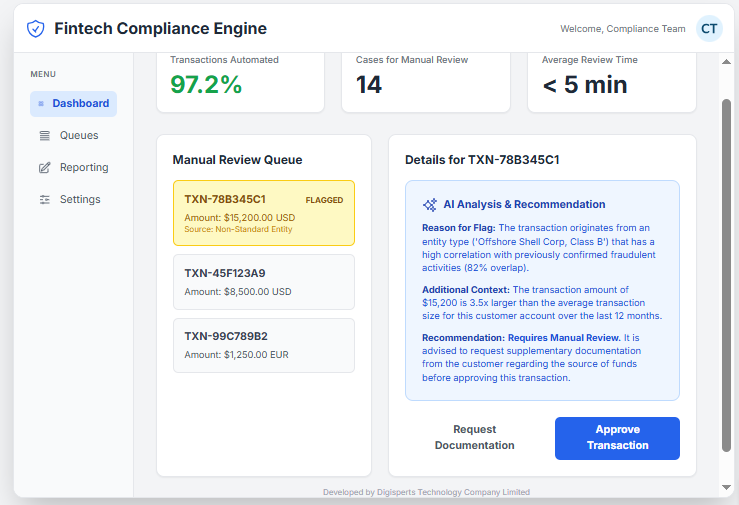 Fintech Compliance Engine
Welcome, Compliance Team
CT
MENU
Dashboard
Queues
Reporting
Settings
Transactions Automated
97.2%
Cases for Manual Review
14
Average Review Time
< 5 min
Manual Review Queue
TXN-78B345C1
FLAGGED
Amount: $15,200.00 USD
Source: Non-Standard Entity
TXN-45F123A9
Amount: $8,500.00 USD
TXN-99C789B2
Amount: $1,250.00 EUR
Details for TXN-78B345C1
AI Analysis & Recommendation
Reason for Flag: The transaction originates from an
entity type ('Offshore Shell Corp, Class B') that has a
high correlation with previously confirmed fraudulent
activities (82% overlap).
Additional Context: The transaction amount of
$15,200 is 3.5x larger than the average transaction
size for this customer account over the last 12 months.
Recommendation: Requires Manual Review. It is
advised to request supplementary documentation
from the customer regarding the source of funds
before approving this transaction.
Request
Documentation
Approve
Transaction
Developed by Digisperts Technology Company Limited